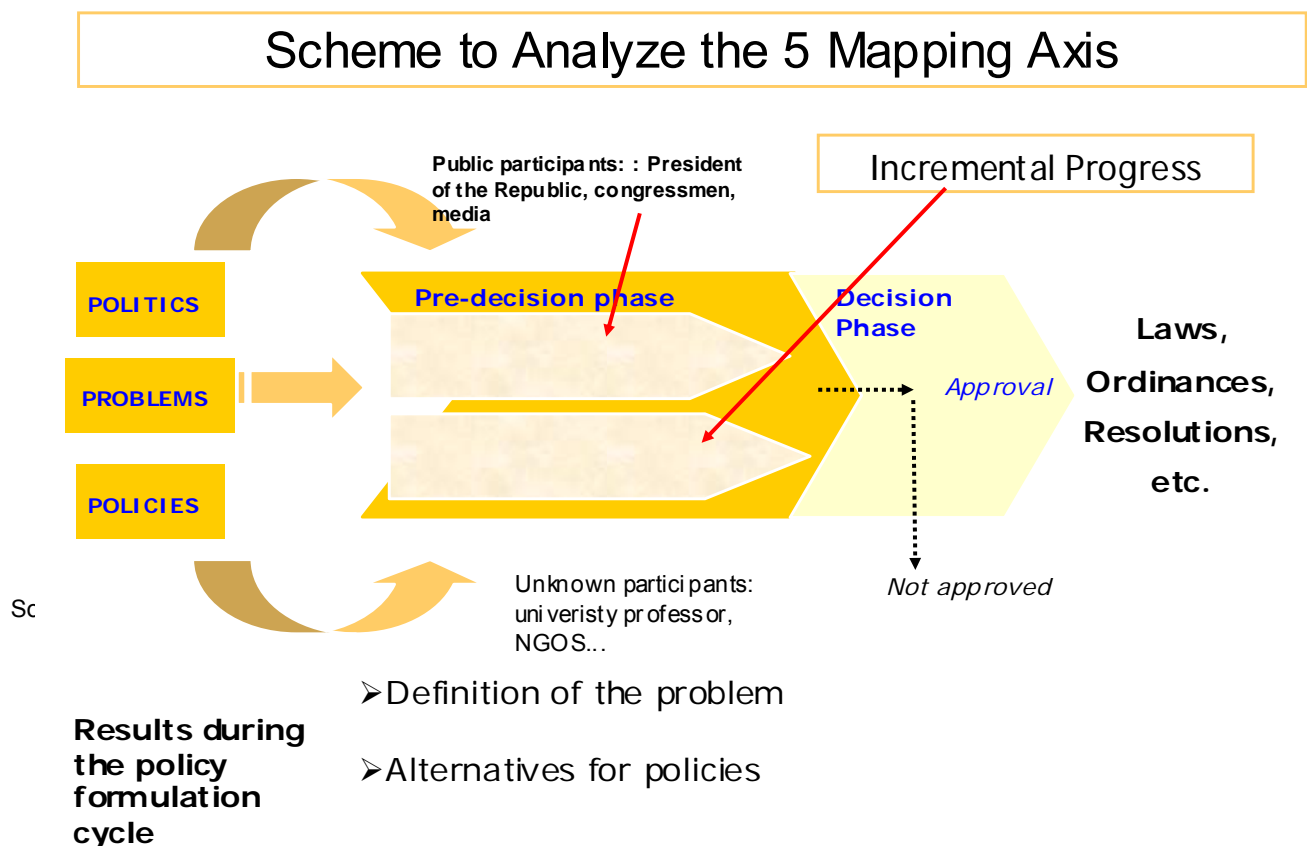 Scheme to Analyze the 5 Mapping Axis
Public participants: : President
of the Republic, congressmen,
media
Incremental Progress
POLITICS
PROBLEMS
POLICIES
Pre-decision phase
Decision
Phase
Approval
Not approved
Laws,
Ordinances,
Resolutions,
etc.
Unknown participants:
univeristy professor,
NGOS...
Sc
➢Definition of the problem
➢Alternatives for policies
Results during
the policy
formulation
cycle